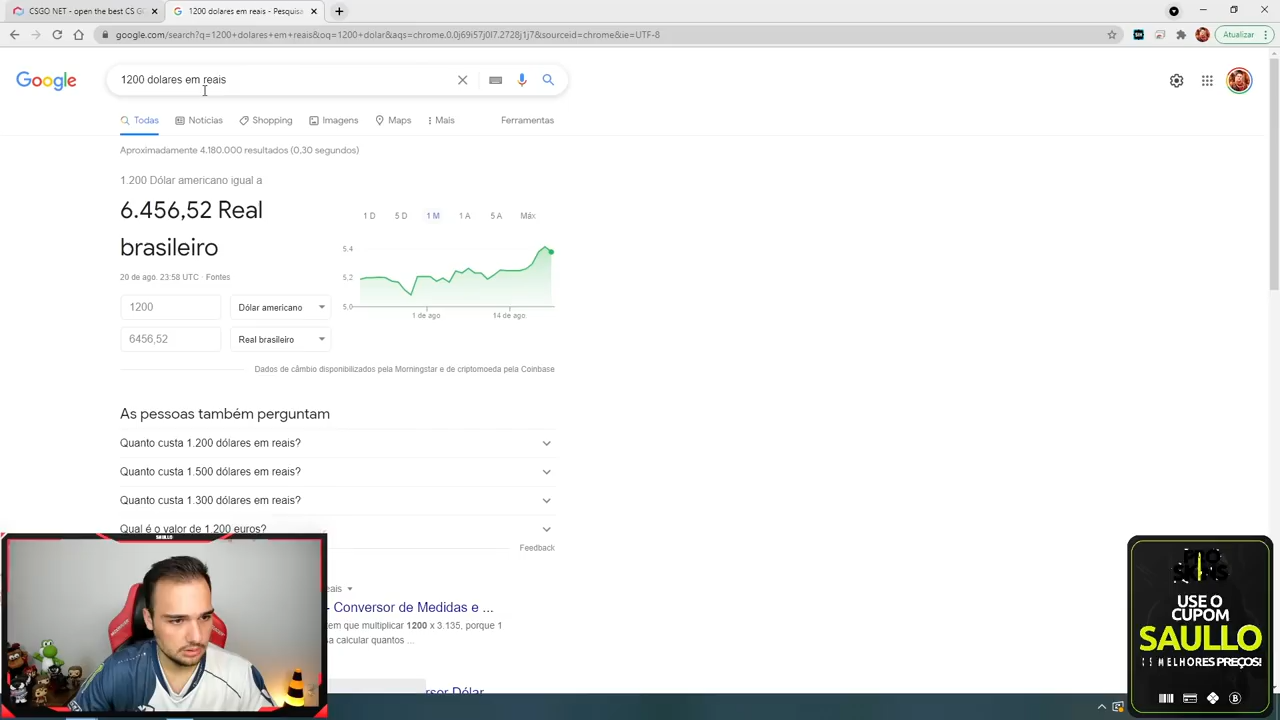 CSGO NET - open the best CS G
1200 dolares em reais - Pesquisa
google.com/search?q=1200+dolares+em+reais&oq=1200+dolar&aqs=chrome.0.0j69i57j0l7.2728j1j7&sourceid=chrome&ie=UTF-8
Atualizar
Google
1200 dolares em reais
Todas
Notícias
Shopping
Imagens
Maps
Mais
Ferramentas
Aproximadamente 4.180.000 resultados (0,30 segundos)
1.200 Dólar americano igual a
6.456,52 Real
brasileiro
20 de ago. 23:58 UTC · Fontes
1200
Dólar americano
6456,52
Real brasileiro
1 D
5 D
1 M
1 A
5 A
Máx.
5,4
5,2
5,0
1 de ago
14 de ago.
Dados de câmbio disponibilizados pela Morningstar e de criptomoeda pela Coinbase
As pessoas também perguntam
Quanto custa 1.200 dólares em reais?
Quanto custa 1.500 dólares em reais?
Quanto custa 1.300 dólares em reais?
Qual é o valor de 1.200 euros?
Feedback
eais
- Conversor de Medidas e ...
tem que multiplicar 1200 x 3.135, porque 1
sa calcular quantos ...
rsor Dólar
SAULLO
USE O
CUPOM
SAULLO
MELHORES PREÇOS!